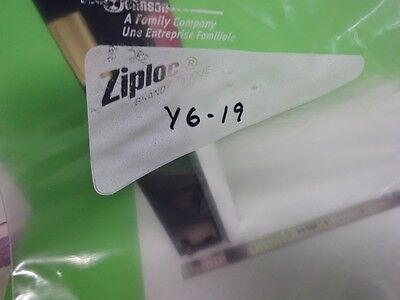 A Family Company
Une Entreprise Familiale
Ziploc®
BRAND
Y6-19